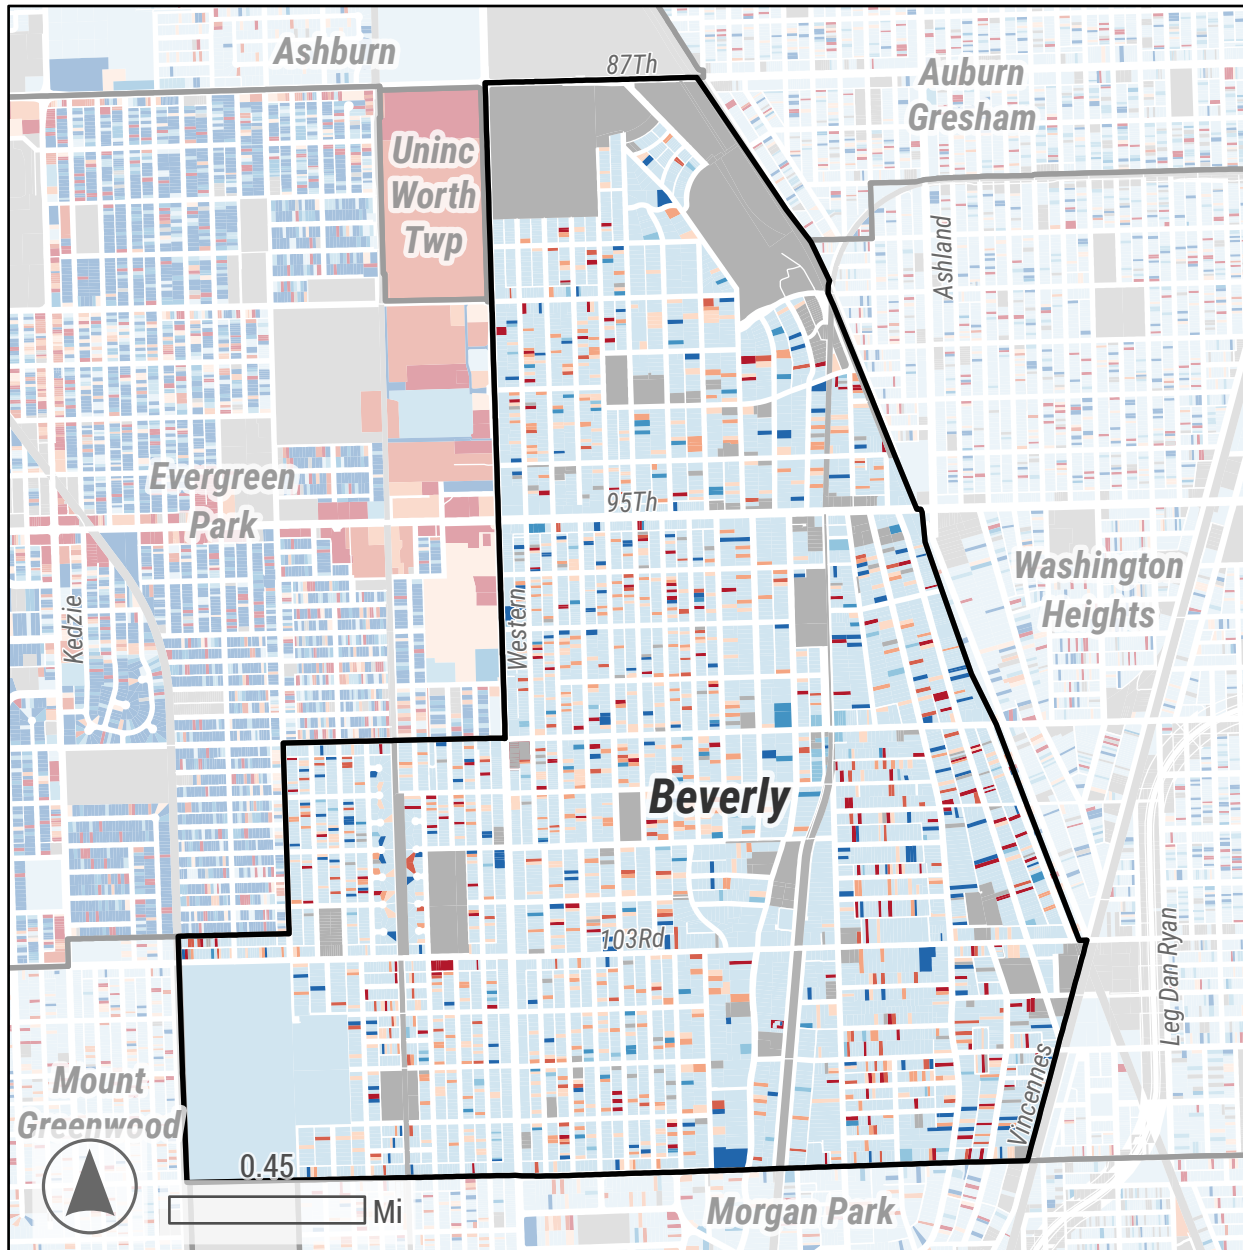 Ashburn
87Th
Auburn
Gresham
Uninc
Worth
Twp
Ashland
Evergreen
Park
95Th
Washington
Heights
Kedzie
Western
Beverly
103Rd
Leg Dan Ryan
Mount
Greenwood
Vincennes
0.45
Mi
Morgan Park